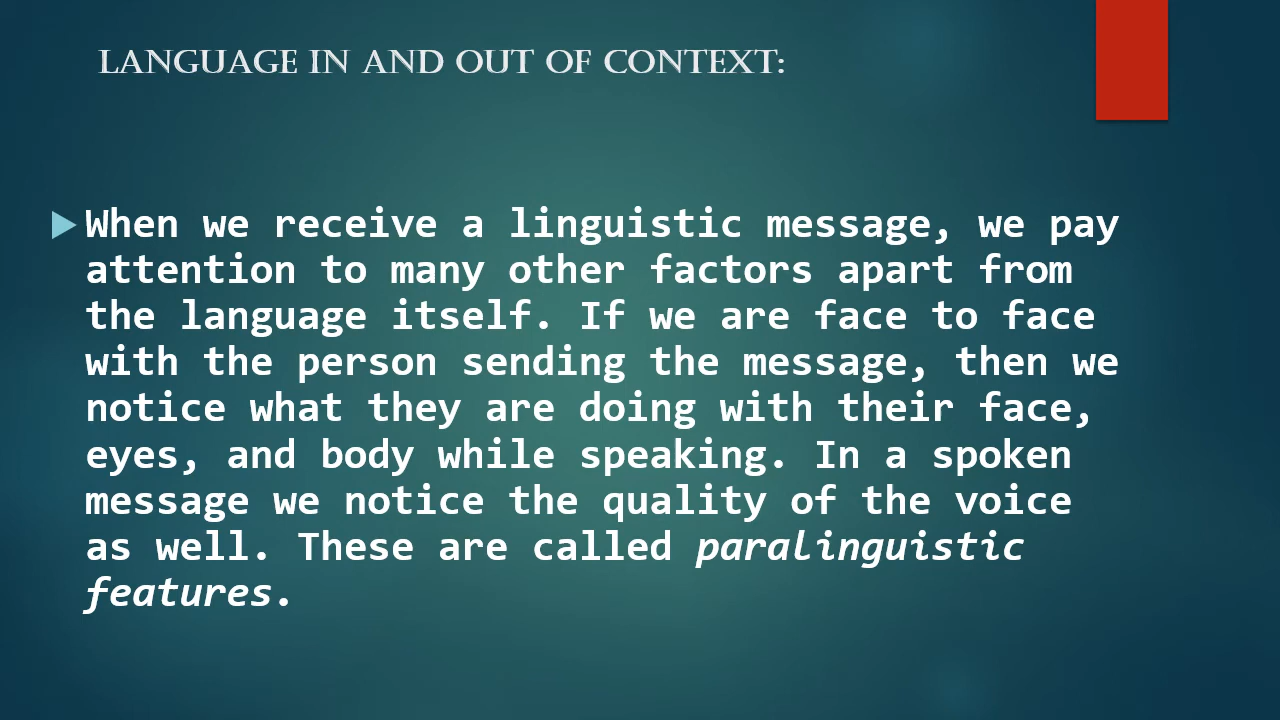 LANGUAGE IN AND OUT OF CONTEXT:
When we receive a linguistic message, we pay
attention to many other factors apart from
the language itself. If we are face to face
with the person sending the message, then we
notice what they are doing with their face,
eyes, and body while speaking. In a spoken
message we notice the quality of the voice
as well. These are called paralinguistic
features.